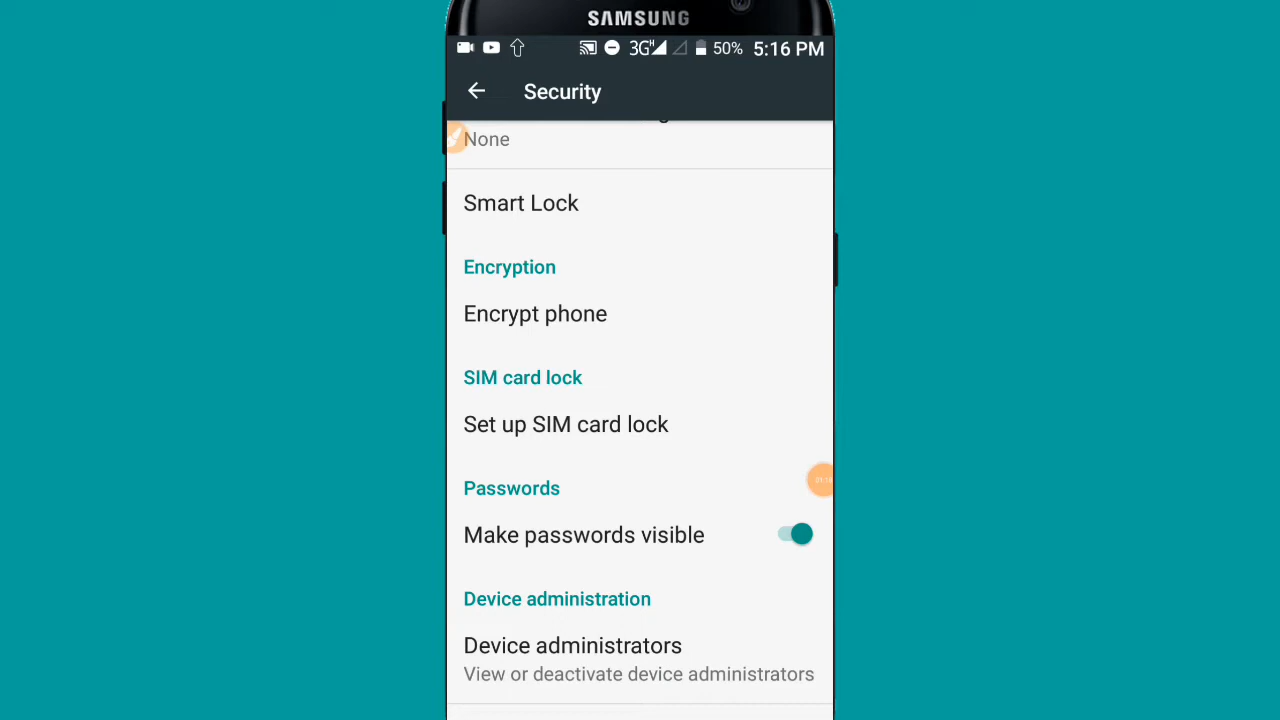 SAMSUNG
3G H 50% 5:16 PM
Security
None
Smart Lock
Encryption
Encrypt phone
SIM card lock
Set up SIM card lock
Passwords
Make passwords visible
Device administration
Device administrators
View or deactivate device administrators